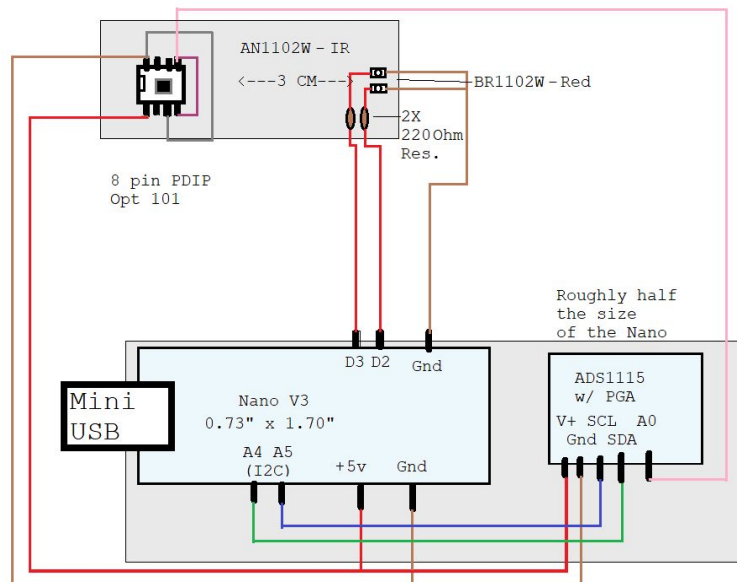 AN1102W-IR
<---3 CM--->
BR1102W-Red
2X
220Ohm
Res.
8 pin PDIP
Opt 101
Roughly half
the size
of the Nano
D3 D2 Gnd
Mini
USB
Nano V3
0.73" x 1.70"
A4 A5
(I2C)
+5v
Gnd
ADS1115
w/ PGA
V+ SCL A0
Gnd SDA